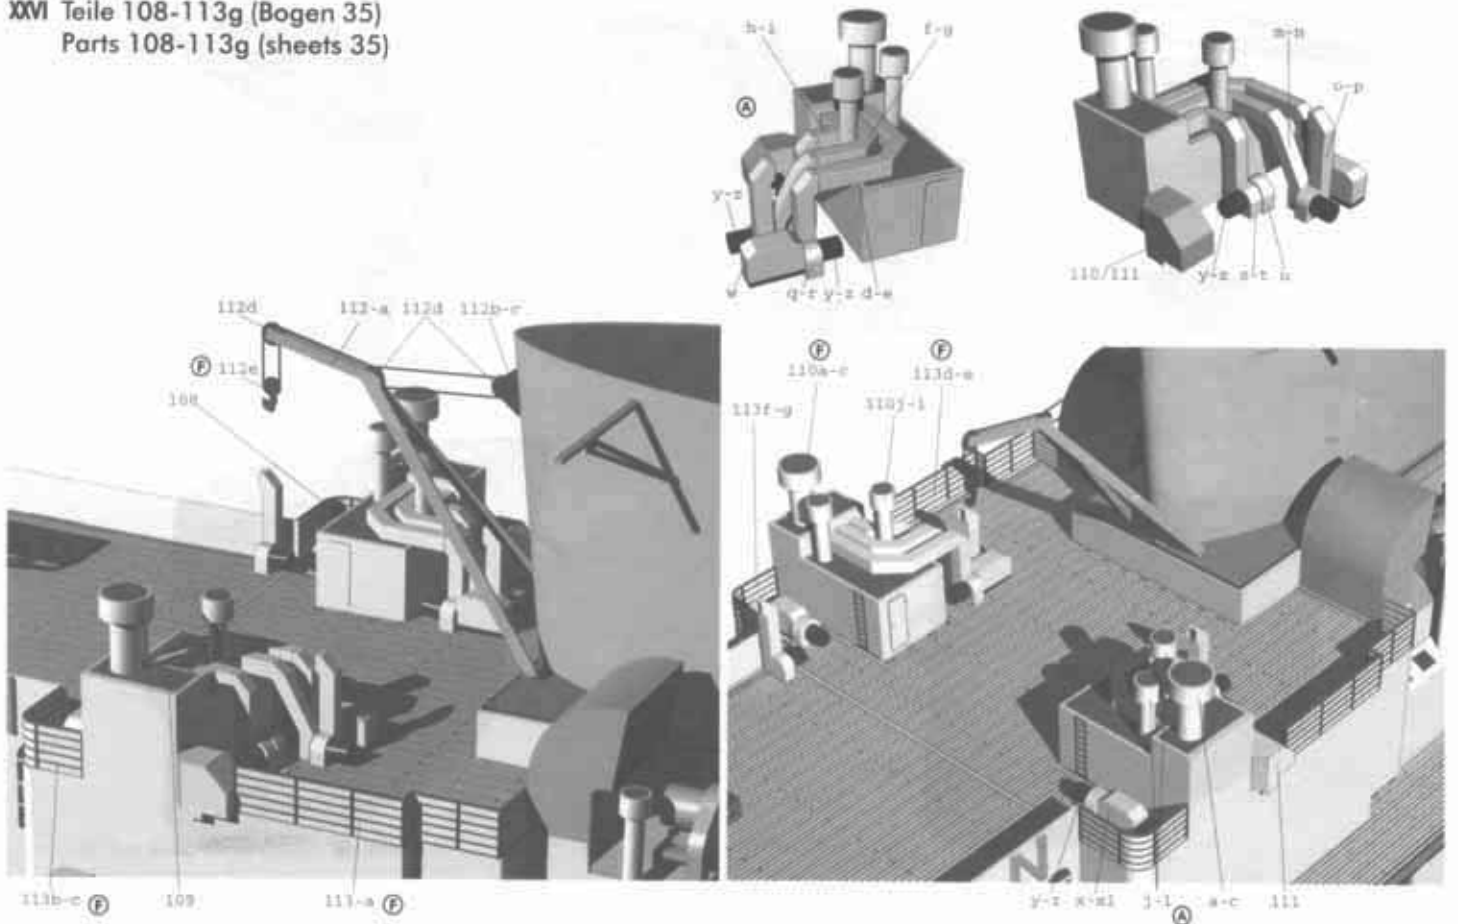 XXVI Teile 108-113g (Bogen 35)
Parts 108-113g (sheets 35)
h-i
f-g
m-n
o-p
A
y-z
w
q-r
y-z
d-e
110/111
y-z
s-t
u
112d
112-a
112d
112b-c
F
112e
108
F
110a-c
F
113d-e
113f-g
110j-l
113b-c
F
109
113-a
F
y-z
x-x1
j-l
A
a-c
111